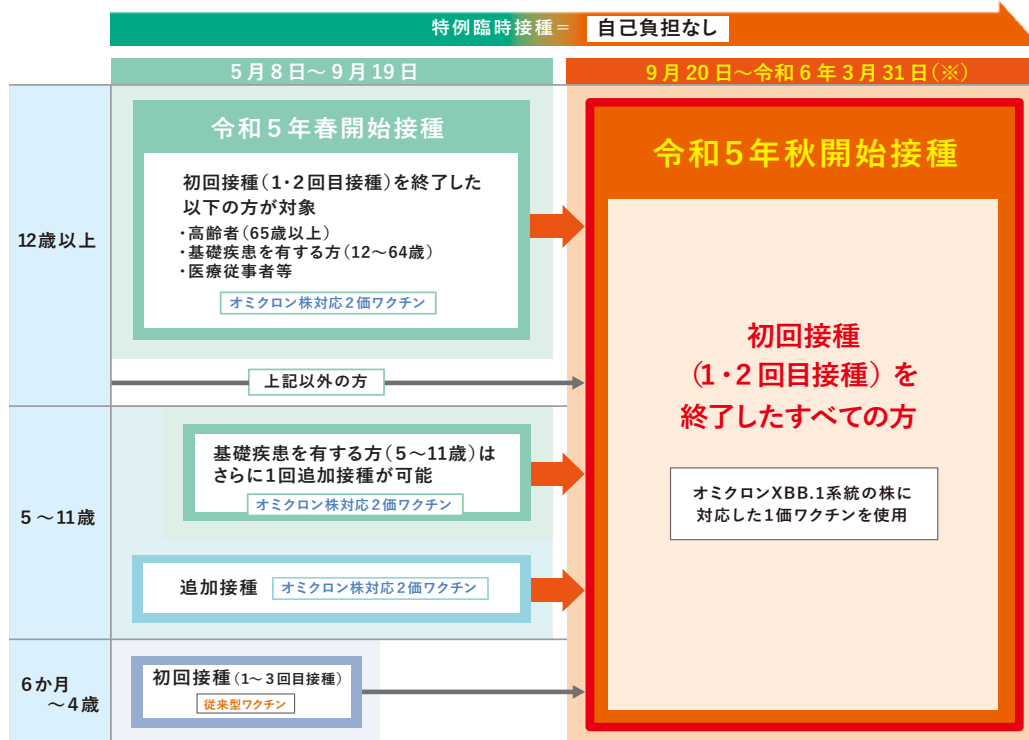 特例臨時接種＝ 自己負担なし
5月8日～9月19日
9月20日～令和6年3月31日(※)
12歳以上
令和5年春開始接種
初回接種(1・2回目接種)を終了した
以下の方が対象
・高齢者(65歳以上)
・基礎疾患を有する方(12～64歳)
・医療従事者等
オミクロン株対応2価ワクチン
上記以外の方
5～11歳
基礎疾患を有する方(5～11歳)は
さらに1回追加接種が可能
オミクロン株対応2価ワクチン
追加接種 オミクロン株対応2価ワクチン
6か月
～4歳
初回接種(1～3回目接種)
従来型ワクチン
令和5年秋開始接種
初回接種
(1・2回目接種)を
終了したすべての方
オミクロンXBB.1系統の株に
対応した1価ワクチンを使用